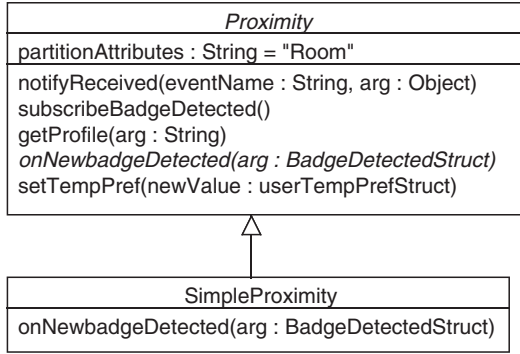 Proximity
partitionAttributes : String = "Room"
notifyReceived(eventName : String, arg : Object)
subscribeBadgeDetected()
getProfile(arg : String)
onNewbadgeDetected(arg : BadgeDetectedStruct)
setTempPref(newValue : userTempPrefStruct)
SimpleProximity
onNewbadgeDetected(arg : BadgeDetectedStruct)